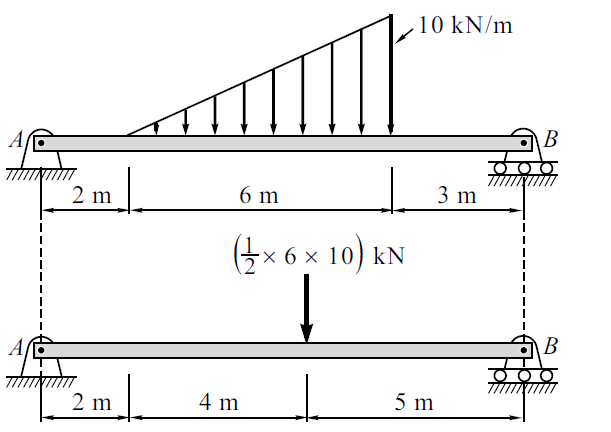 10 kN/m
A B
2 m 6 m 3 m
(1/2 × 6 × 10) kN
A B
2 m 4 m 5 m